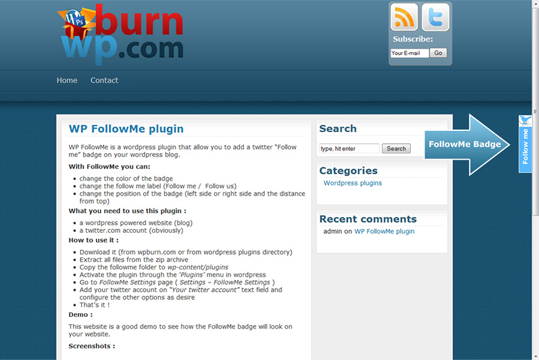 burn
wp.com
Ps
Subscribe:
Your E-mail Go
Home Contact
WP FollowMe plugin
WP FollowMe is a wordpress plugin that allow you to add a twitter “Follow
me” badge on your wordpress blog.
With FollowMe you can:
change the color of the badge
change the follow me label (Follow me / Follow us)
change the position of the badge (left side or right side and the distance
from top)
What you need to use this plugin :
a wordpress powered website (blog)
a twitter.com account (obviously)
How to use it :
Download it (from wpburn.com or from wordpress plugins directory)
Extract all files from the zip archive
Copy the followme folder to wp-content/plugins
Activate the plugin through the ‘Plugins’ menu in wordpress
Go to FollowMe Settings page ( Settings – FollowMe Settings )
Add your twitter account on “Your twitter account” text field and
configure the other options as desire
That’s it !
Demo :
This website is a good demo to see how the FollowMe badge will look on
your website.
Screenshots :
Search
type, hit enter Search
Categories
Wordpress plugins
Recent comments
admin on WP FollowMe plugin
FollowMe Badge
Follow me